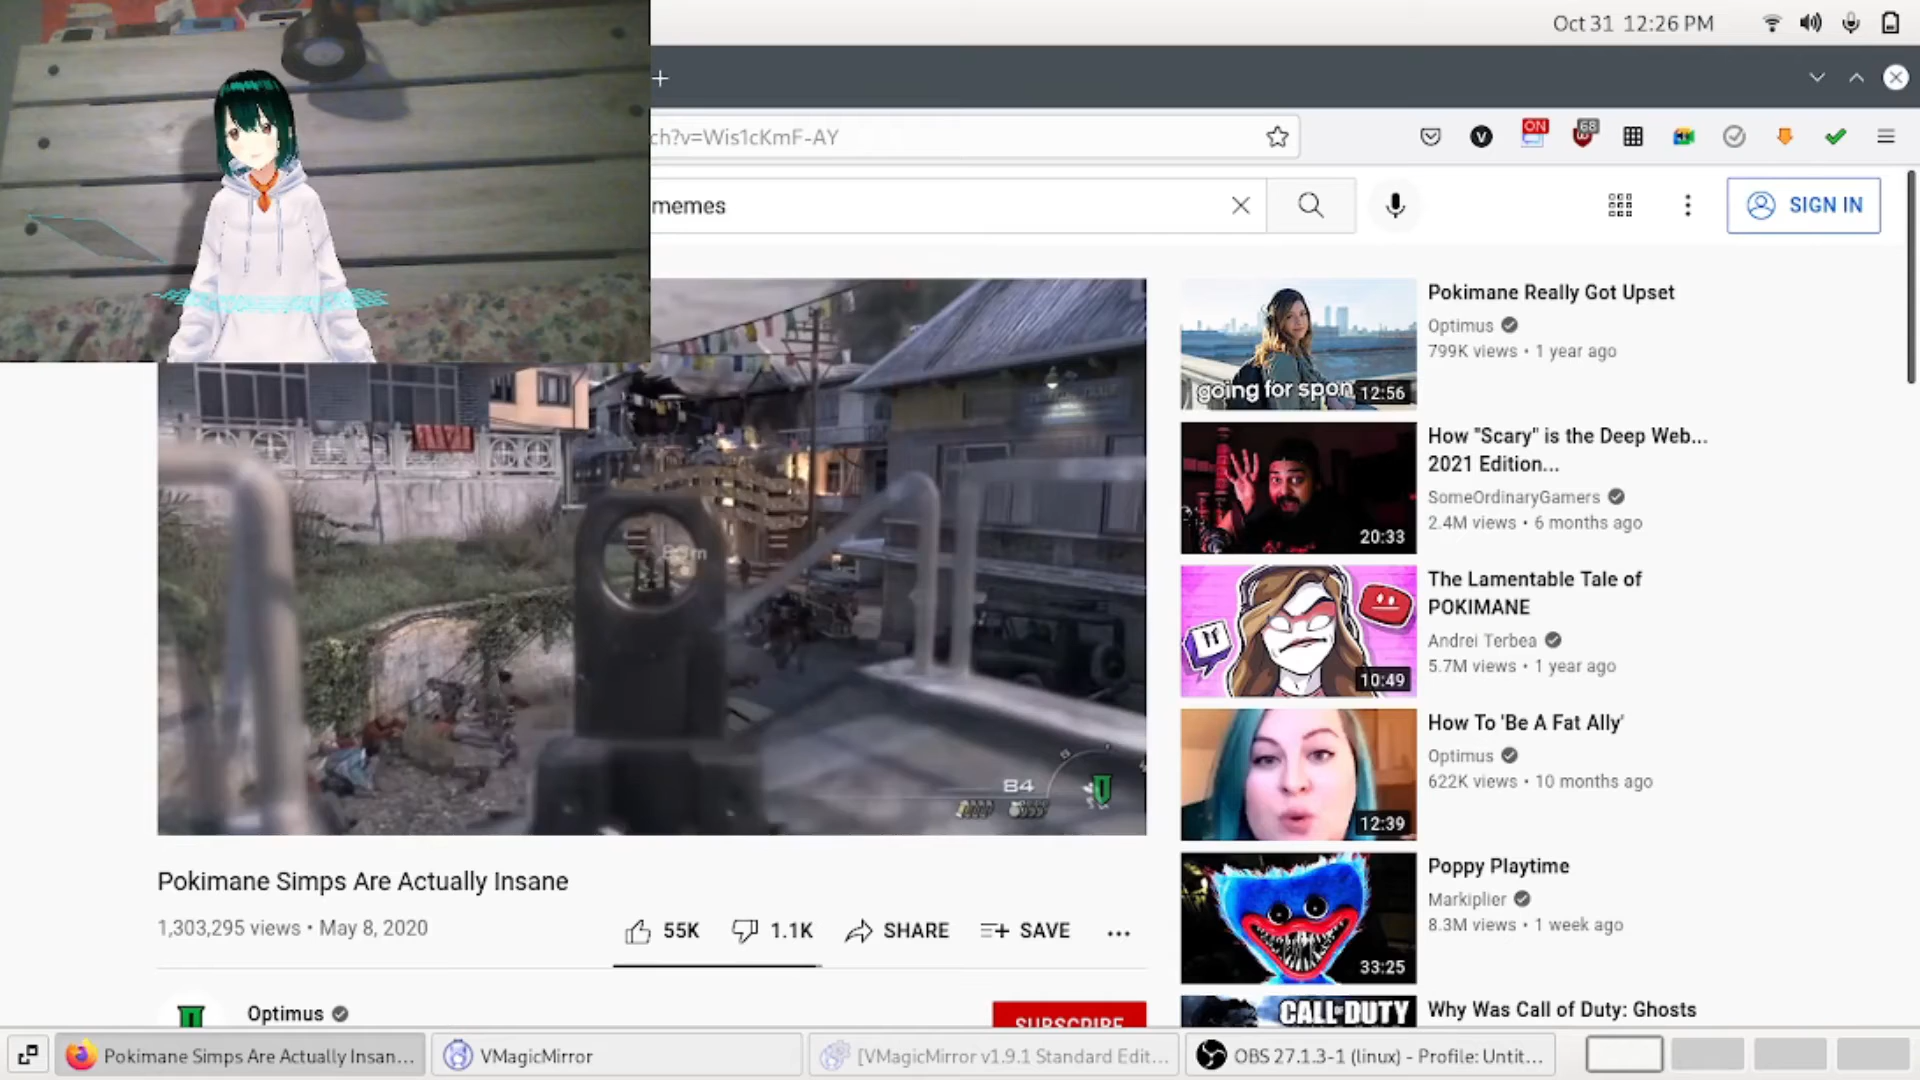 Oct 31 12:26 PM
+
ch?v=Wis1cKmF-AY
ON
68
memes
SIGN IN
84
Pokimane Simps Are Actually Insane
1,303,295 views • May 8, 2020
55K
1.1K
SHARE
SAVE
Optimus
SUBSCRIBE
going for spon
12:56
Pokimane Really Got Upset
Optimus
799K views • 1 year ago
20:33
How "Scary" is the Deep Web...
2021 Edition...
SomeOrdinaryGamers
2.4M views • 6 months ago
10:49
The Lamentable Tale of
POKIMANE
Andrei Terbea
5.7M views • 1 year ago
12:39
How To 'Be A Fat Ally'
Optimus
622K views • 10 months ago
33:25
Poppy Playtime
Markiplier
8.3M views • 1 week ago
CALL OF DUTY
Why Was Call of Duty: Ghosts
Pokimane Simps Are Actually Insan...
VMagicMirror
[VMagicMirror v1.9.1 Standard Edit...
OBS 27.1.3-1 (linux) - Profile: Untit...